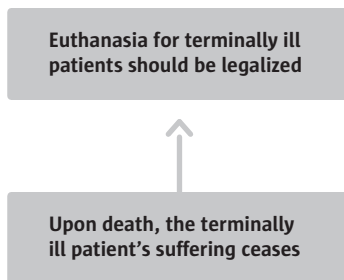 Euthanasia for terminally ill
patients should be legalized
Upon death, the terminally
ill patient’s suffering ceases